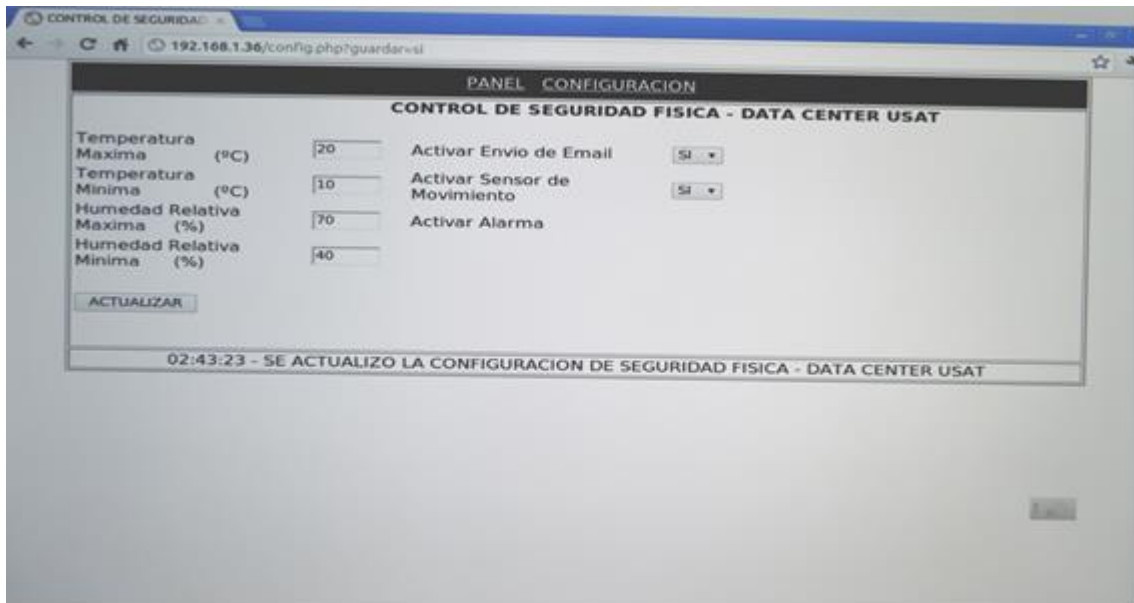 CONTROL DE SEGURIDAD
192.168.1.36/config.php?guardar=si
PANEL CONFIGURACION
CONTROL DE SEGURIDAD FISICA - DATA CENTER USAT
Temperatura
Maxima (ºC)
20
Activar Envio de Email
SI
Temperatura
Minima (ºC)
10
Activar Sensor de
Movimiento
SI
Humedad Relativa
Maxima (%)
70
Activar Alarma
Humedad Relativa
Minima (%)
40
ACTUALIZAR
02:43:23 - SE ACTUALIZO LA CONFIGURACION DE SEGURIDAD FISICA - DATA CENTER USAT